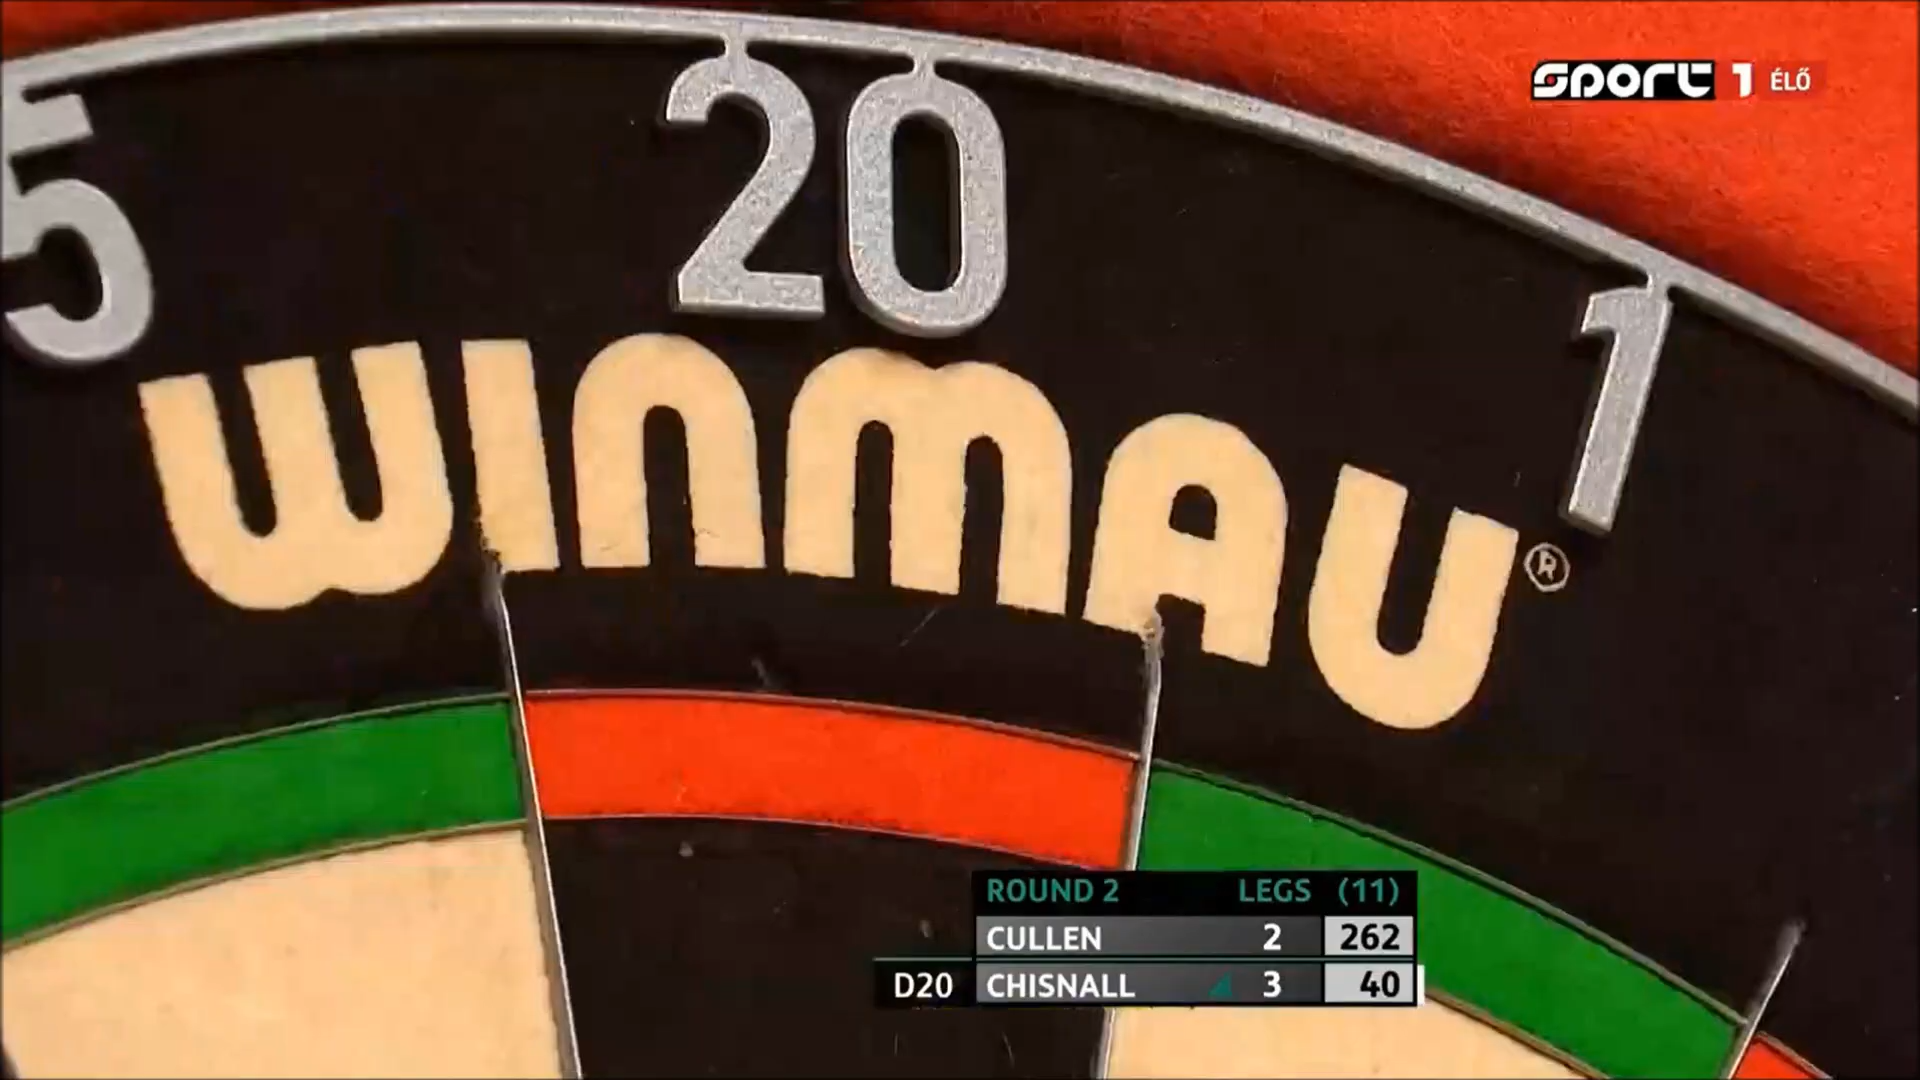 SPORT 1 ÉLŐ
5 20 1
WINMAU®
ROUND 2 LEGS (11)
CULLEN 2 262
D20 CHISNALL 3 40